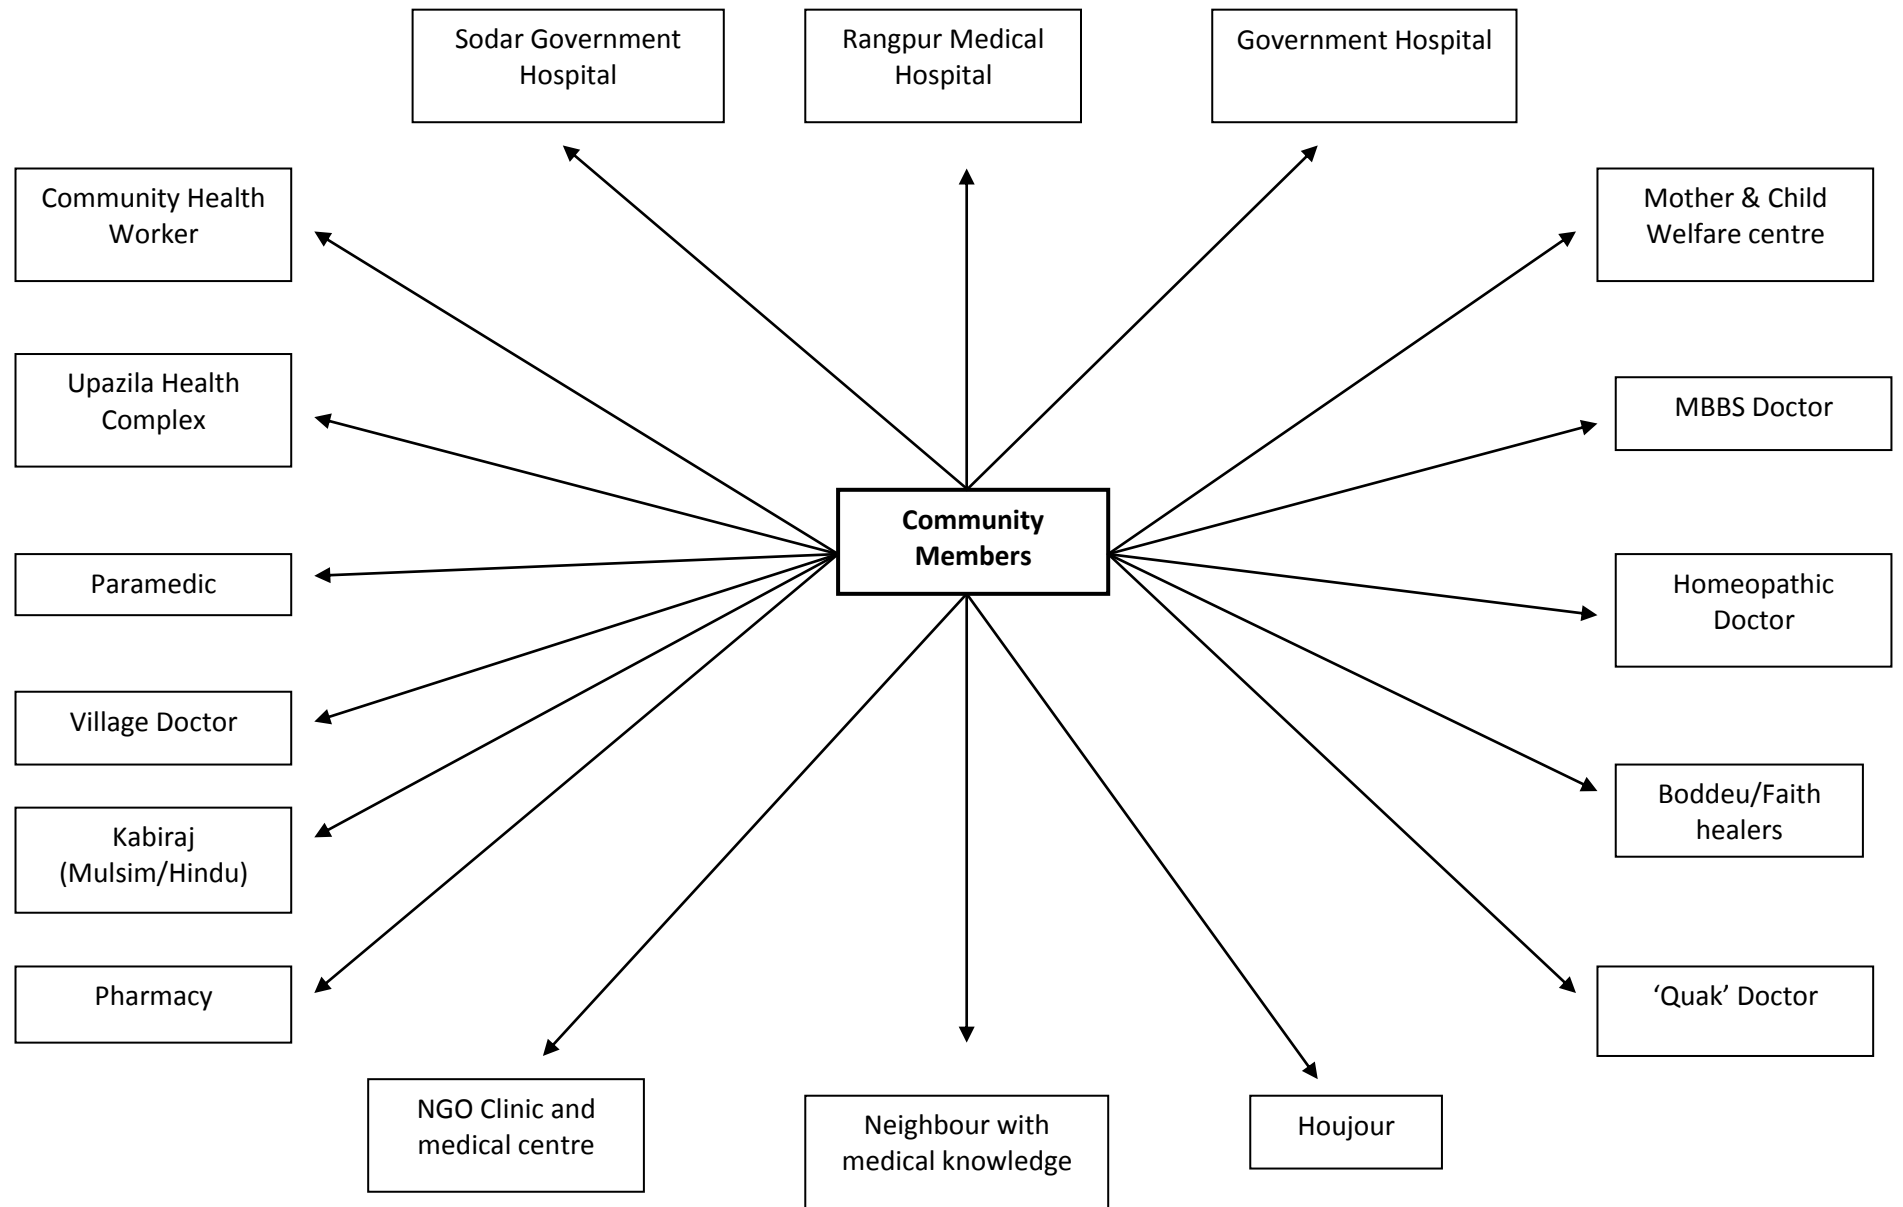 Sodar Government
Hospital
Rangpur Medical
Hospital
Government Hospital
Community Health
Worker
Mother & Child
Welfare centre
Upazila Health
Complex
MBBS Doctor
Community
Members
Paramedic
Homeopathic
Doctor
Village Doctor
Boddeu/Faith
healers
Kabiraj
(Mulsim/Hindu)
Pharmacy
‘Quak’ Doctor
NGO Clinic and
medical centre
Neighbour with
medical knowledge
Houjour